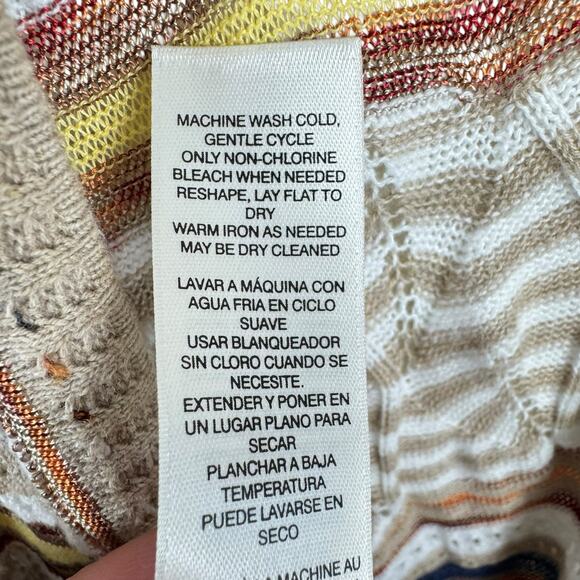 MACHINE WASH COLD,
GENTLE CYCLE
ONLY NON-CHLORINE
BLEACH WHEN NEEDED
RESHAPE, LAY FLAT TO
DRY
WARM IRON AS NEEDED
MAY BE DRY CLEANED
LAVAR A MÁQUINA CON
AGUA FRIA EN CICLO
SUAVE
USAR BLANQUEADOR
SIN CLORO CUANDO SE
NECESITE.
EXTENDER Y PONER EN
UN LUGAR PLANO PARA
SECAR
PLANCHAR A BAJA
TEMPERATURA
PUEDE LAVARSE EN
SECO
A MACHINE AU